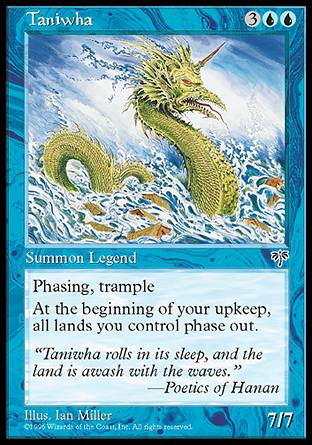 Taniwha 3
Summon Legend
Phasing, trample
At the beginning of your upkeep,
all lands you control phase out.
“Taniwha rolls in its sleep, and the
land is awash with the waves.”
—Poetics of Hanan
Illus. Ian Miller 7/7
©1996 Wizards of the Coast, Inc. All rights reserved.